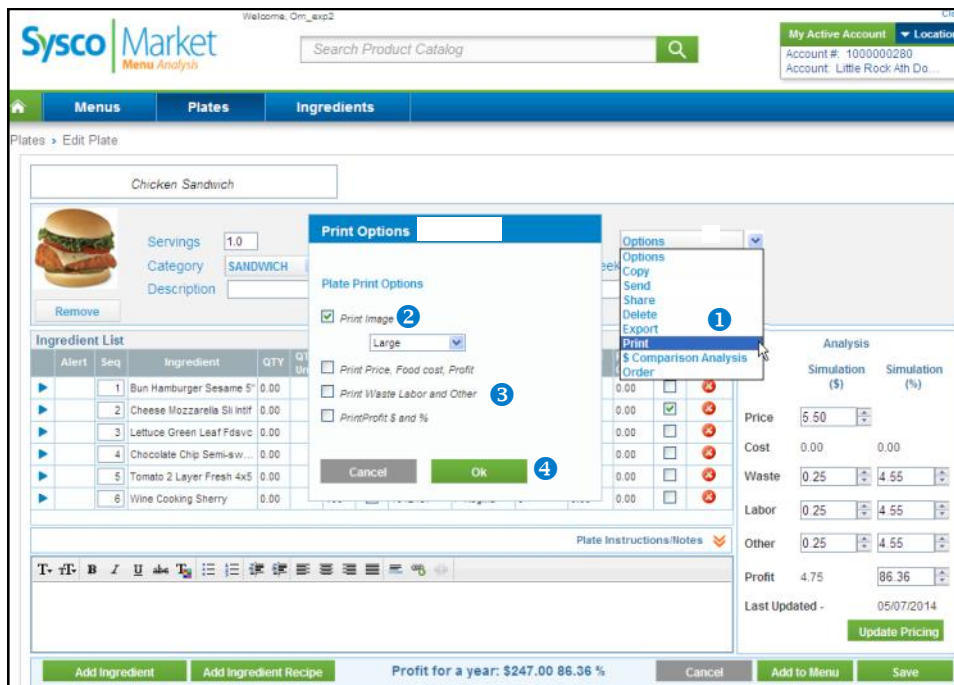 Welcome, Om_exp2
Sysco Market
Menu Analysis
Search Product Catalog
My Active Account Location
Account #: 1000000280
Account: Little Rock Ath Do...
Menus Plates Ingredients
Plates > Edit Plate
Chicken Sandwich
Servings 1.0
Category SANDWICH
Description
Remove
Print Options
Plate Print Options
Print Image 2
Large
Print Price, Food cost, Profit
Print Waste Labor and Other 3
PrintProfit $ and %
Cancel Ok 4
Options
Options
Copy
Send
Share
Delete
Export
Print 1
$ Comparison Analysis
Order
Ingredient List
Alert Seq Ingredient QTY
1 Bun Hamburger Sesame 5" 0.00 0.00
2 Cheese Mozzarella Sli Intlf 0.00 0.00
3 Lettuce Green Leaf Fdsvc 0.00 0.00
4 Chocolate Chip Semi-sw... 0.00 0.00
5 Tomato 2 Layer Fresh 4x5 0.00 0.00
6 Wine Cooking Sherry 0.00 0.00
Analysis
Simulation ($) Simulation (%)
Price 5.50
Cost 0.00 0.00
Waste 0.25 4.55
Labor 0.25 4.55
Other 0.25 4.55
Profit 4.75 86.36
Last Updated - 05/07/2014
Update Pricing
Plate Instructions/Notes
T T B I U abc T
Add Ingredient Add Ingredient Recipe Profit for a year: $247.00 86.36 % Cancel Add to Menu Save